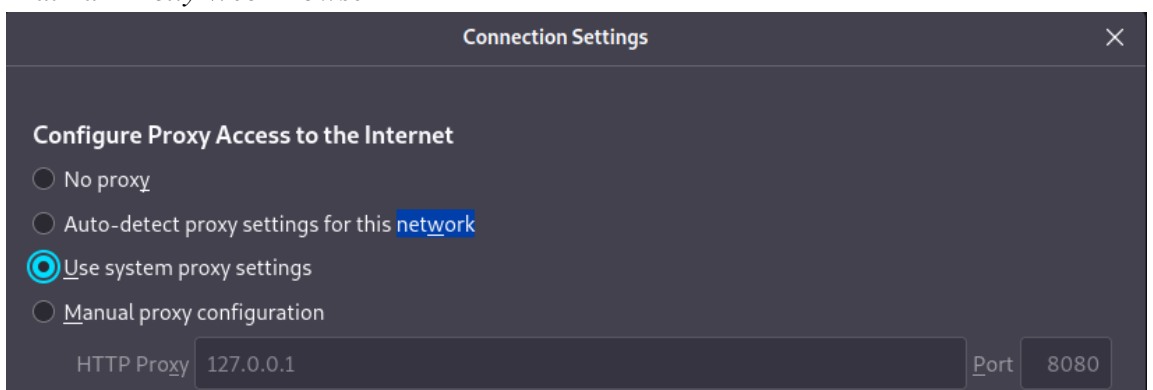 Connection Settings
Configure Proxy Access to the Internet
No proxy
Auto-detect proxy settings for this network
Use system proxy settings
Manual proxy configuration
HTTP Proxy 127.0.0.1 Port 8080